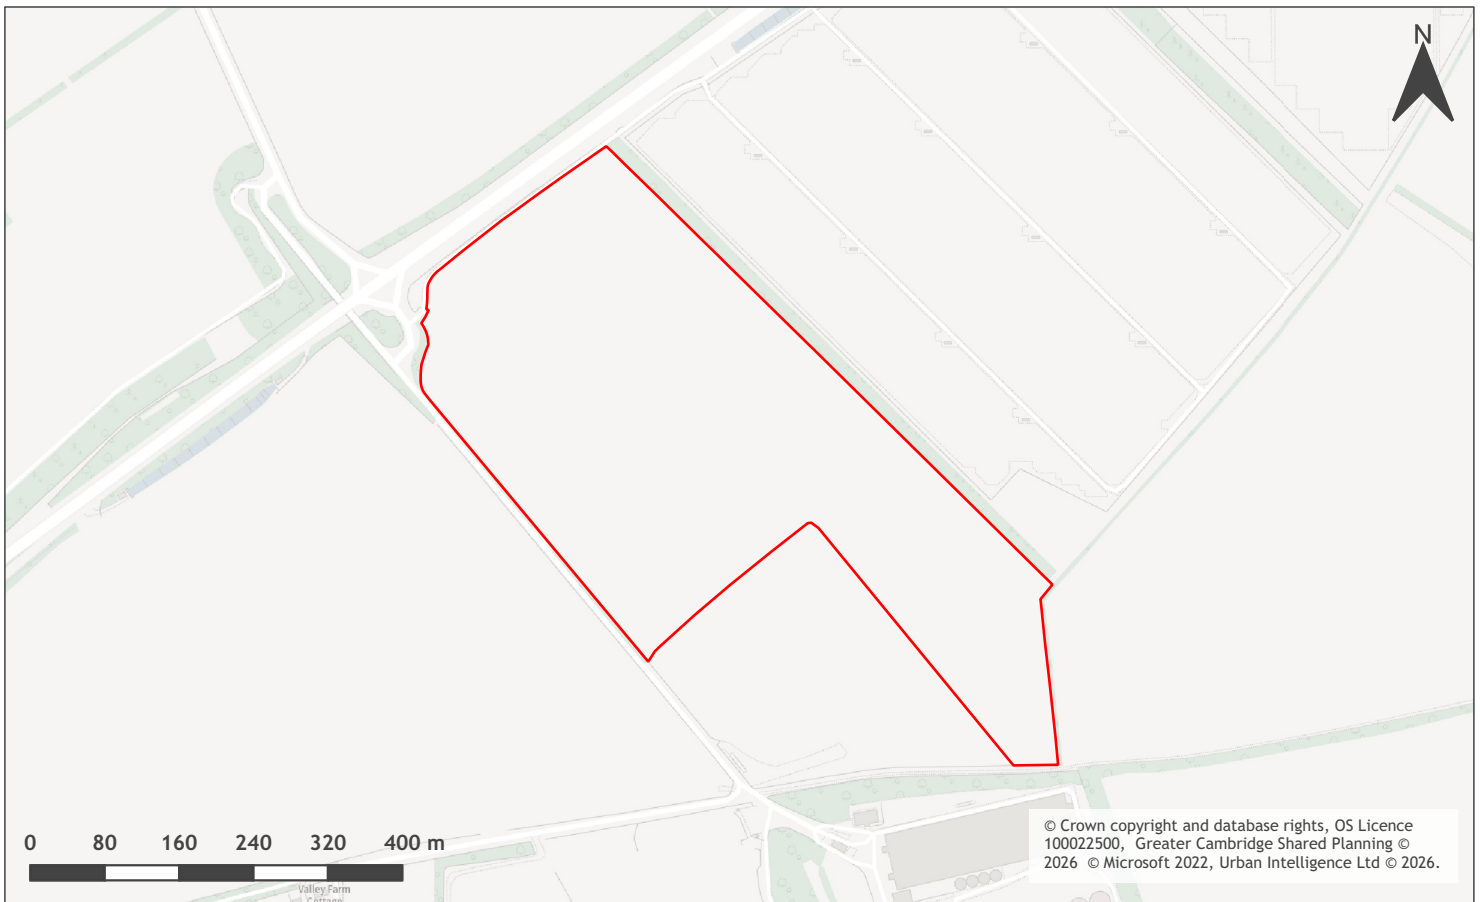 N
0 80 160 240 320 400 m
Valley Farm
Cottage
© Crown copyright and database rights, OS Licence
100022500, Greater Cambridge Shared Planning ©
2026 © Microsoft 2022, Urban Intelligence Ltd © 2026.